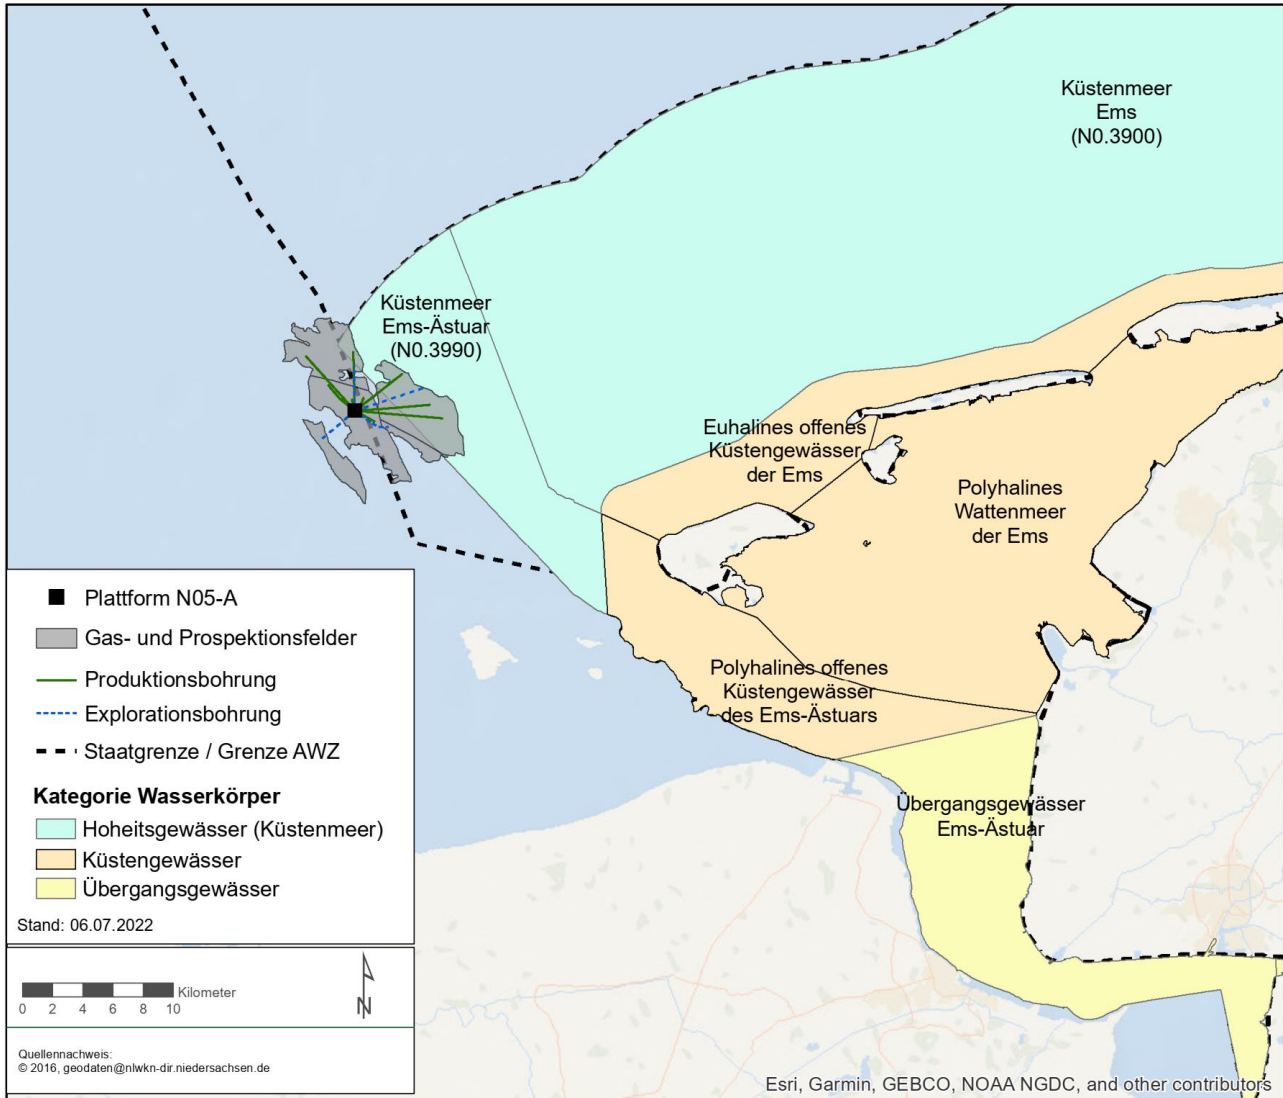 Küstenmeer
Ems
(N0.3900)
Küstenmeer
Ems-Ästuar
(N0.3990)
Euhalines offenes
Küstengewässer
der Ems
Polyhalines
Wattenmeer
der Ems
Polyhalines offenes
Küstengewässer
des Ems-Ästuars
Übergangsgewässer
Ems-Ästuar
Plattform N05-A
Gas- und Prospektionsfelder
Produktionsbohrung
Explorationsbohrung
Staatgrenze / Grenze AWZ
Kategorie Wasserkörper
Hoheitsgewässer (Küstenmeer)
Küstengewässer
Übergangsgewässer
Stand: 06.07.2022
Kilometer
0 2 4 6 8 10
N
Quellennachweis:
© 2016, geodaten@nlwkn-dir.niedersachsen.de
Esri, Garmin, GEBCO, NOAA NGDC, and other contributors